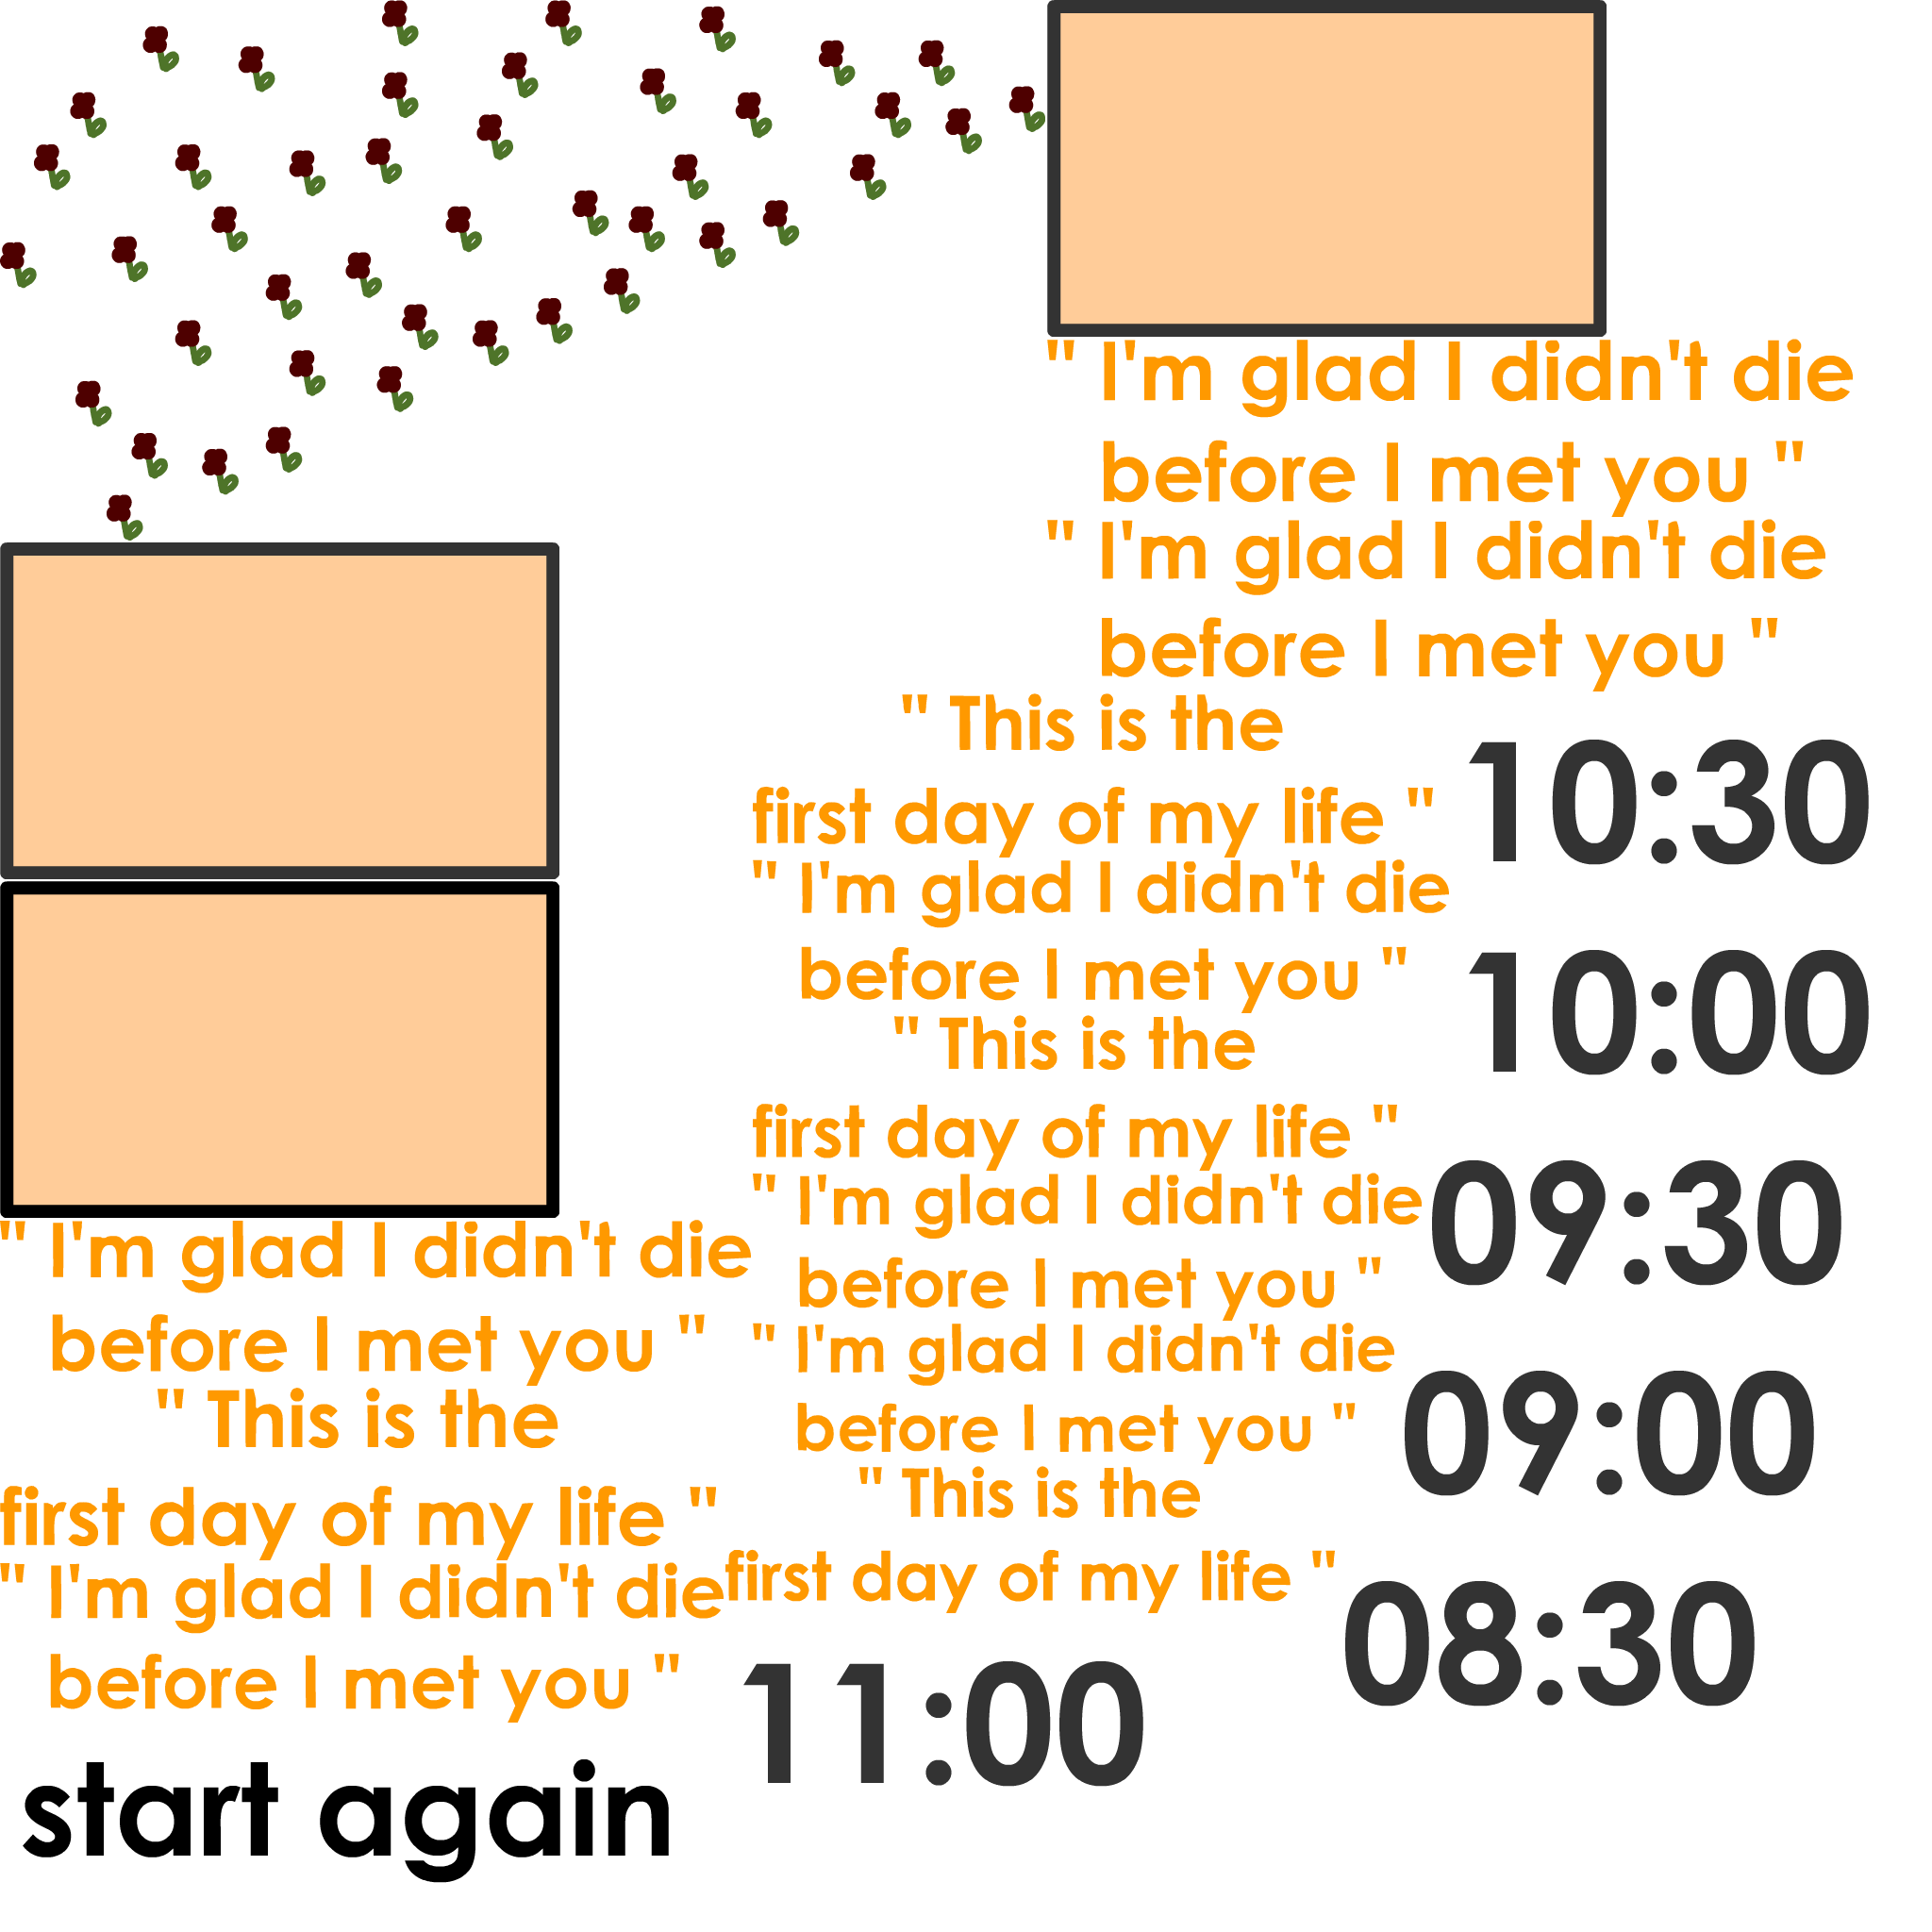 " I'm glad I didn't die
before I met you "
" I'm glad I didn't die
before I met you "
" This is the
first day of my life "
10:30
" I'm glad I didn't die
before I met you "
10:00
" This is the
first day of my life "
" I'm glad I didn't die
before I met you "
09:30
" I'm glad I didn't die
before I met you "
09:00
" This is the
first day of my life "
08:30
" I'm glad I didn't die
before I met you "
" This is the
first day of my life "
" I'm glad I didn't die
before I met you "
11:00
start again